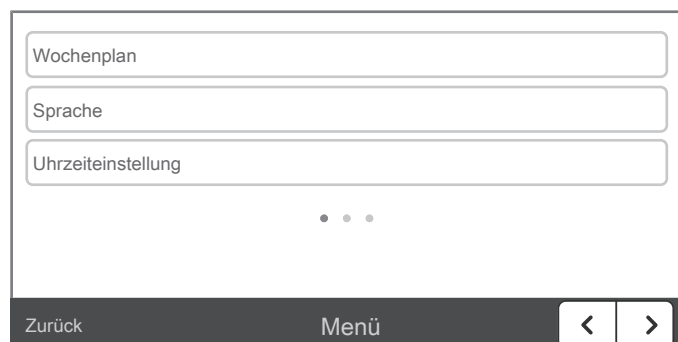 Wochenplan
Sprache
Uhrzeiteinstellung
Zurück Menü